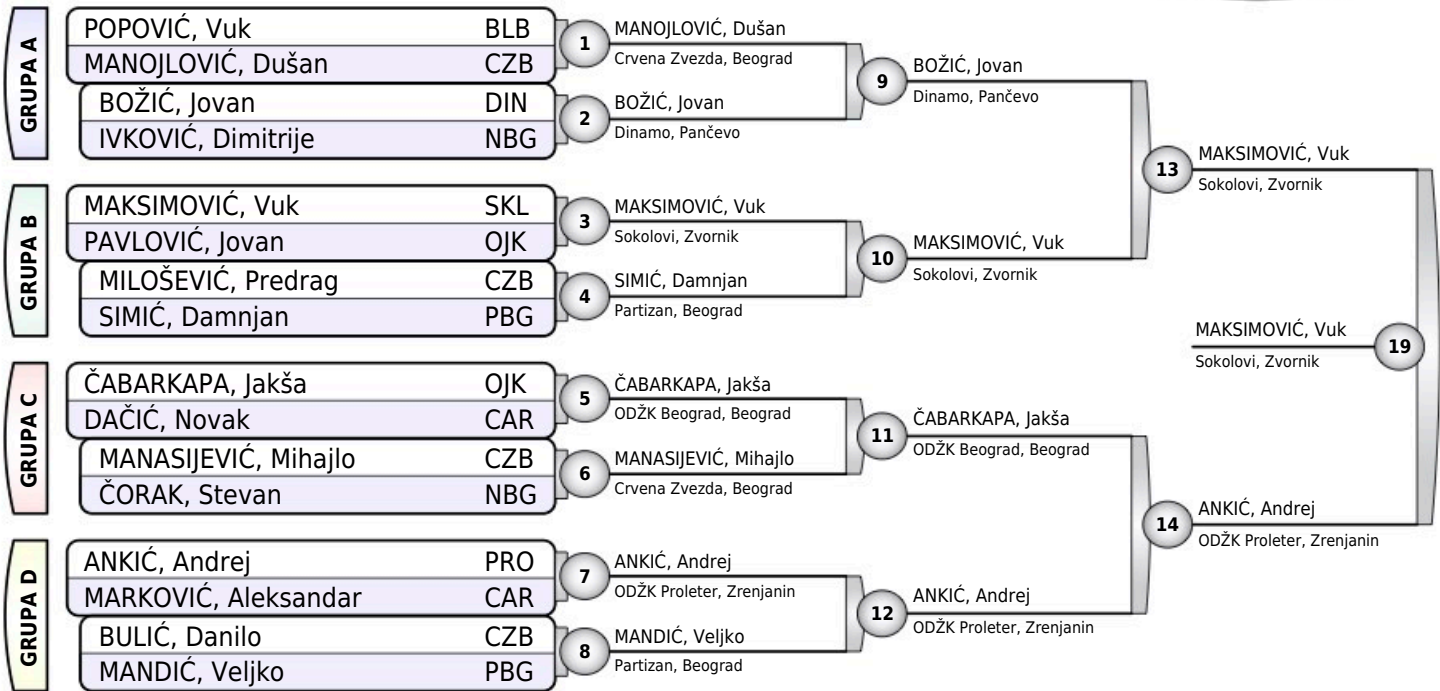 GRUPA A
POPOVIĆ, Vuk BLB
MANOJLOVIĆ, Dušan CZB
BOŽIĆ, Jovan DIN
IVKOVIĆ, Dimitrije NBG
GRUPA B
MAKSIMOVIĆ, Vuk SKL
PAVLOVIĆ, Jovan OJK
MILOŠEVIĆ, Predrag CZB
SIMIĆ, Damnjan PBG
GRUPA C
ČABARKAPA, Jakša OJK
DAČIĆ, Novak CAR
MANASIJEVIĆ, Mihajlo CZB
ČORAK, Stevan NBG
GRUPA D
ANKIĆ, Andrej PRO
MARKOVIĆ, Aleksandar CAR
BULIĆ, Danilo CZB
MANDIĆ, Veljko PBG
1
MANOJLOVIĆ, Dušan
Crvena Zvezda, Beograd
2
BOŽIĆ, Jovan
Dinamo, Pančevo
3
MAKSIMOVIĆ, Vuk
Sokolovi, Zvornik
4
SIMIĆ, Damnjan
Partizan, Beograd
5
ČABARKAPA, Jakša
ODŽK Beograd, Beograd
6
MANASIJEVIĆ, Mihajlo
Crvena Zvezda, Beograd
7
ANKIĆ, Andrej
ODŽK Proleter, Zrenjanin
8
MANDIĆ, Veljko
Partizan, Beograd
9
BOŽIĆ, Jovan
Dinamo, Pančevo
10
MAKSIMOVIĆ, Vuk
Sokolovi, Zvornik
11
ČABARKAPA, Jakša
ODŽK Beograd, Beograd
12
ANKIĆ, Andrej
ODŽK Proleter, Zrenjanin
13
MAKSIMOVIĆ, Vuk
Sokolovi, Zvornik
14
ANKIĆ, Andrej
ODŽK Proleter, Zrenjanin
MAKSIMOVIĆ, Vuk
Sokolovi, Zvornik
19